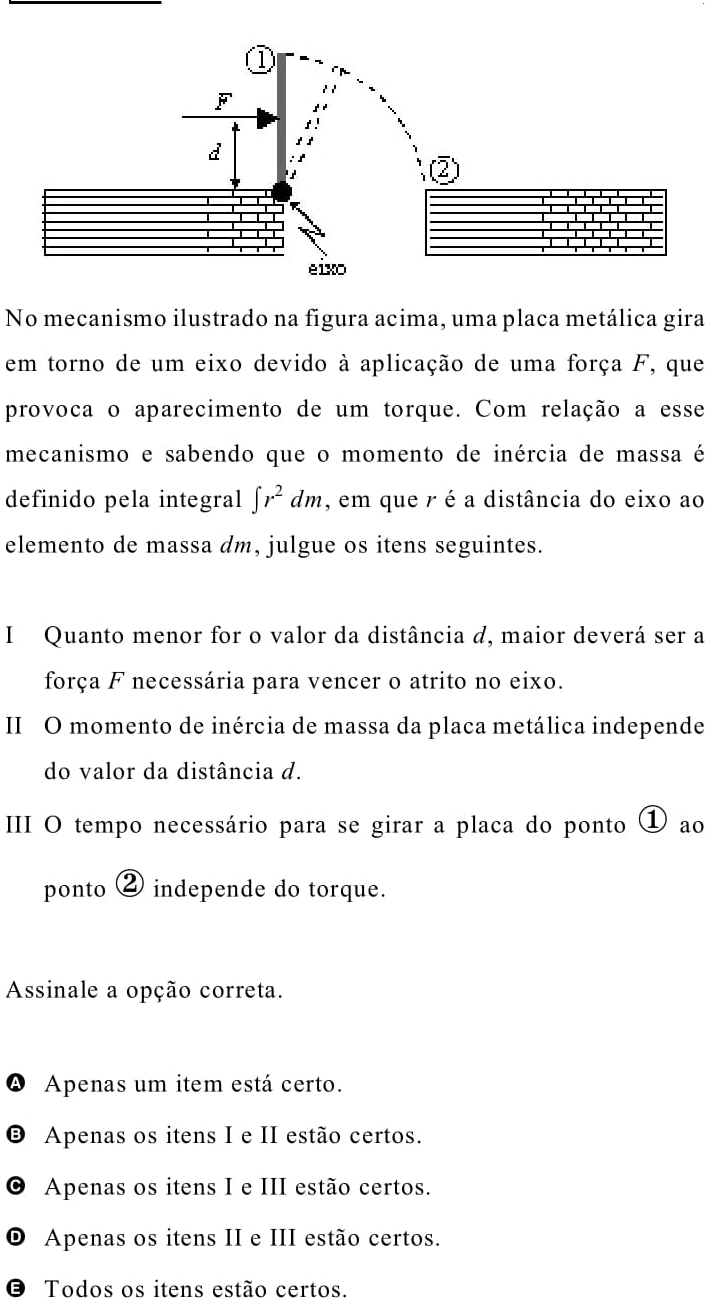 ①
F
d
②
eixo
No mecanismo ilustrado na figura acima, uma placa metálica gira
em torno de um eixo devido à aplicação de uma força F, que
provoca o aparecimento de um torque. Com relação a esse
mecanismo e sabendo que o momento de inércia de massa é
definido pela integral ∫r² dm, em que r é a distância do eixo ao
elemento de massa dm, julgue os itens seguintes.
I Quanto menor for o valor da distância d, maior deverá ser a
força F necessária para vencer o atrito no eixo.
II O momento de inércia de massa da placa metálica independe
do valor da distância d.
III O tempo necessário para se girar a placa do ponto ① ao
ponto ② independe do torque.
Assinale a opção correta.
A Apenas um item está certo.
B Apenas os itens I e II estão certos.
C Apenas os itens I e III estão certos.
D Apenas os itens II e III estão certos.
E Todos os itens estão certos.